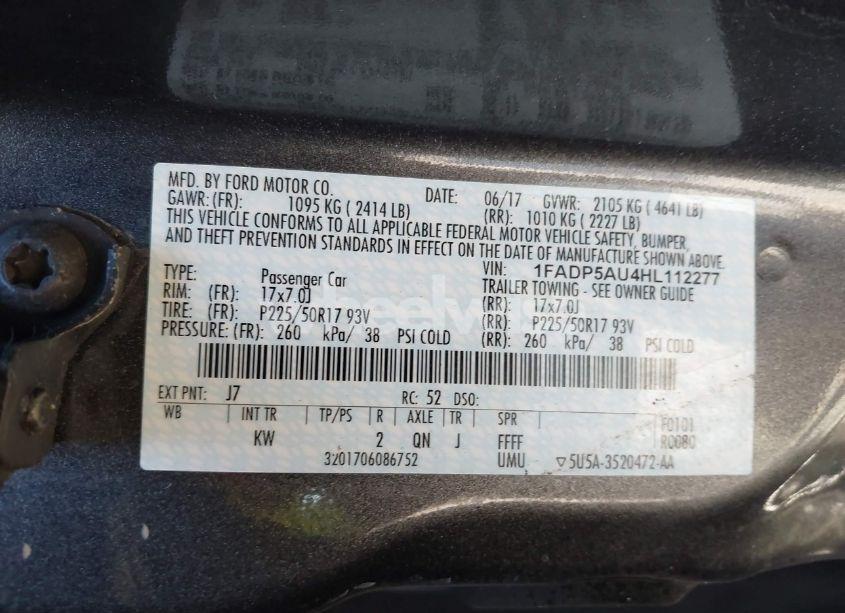 MFD. BY FORD MOTOR CO. DATE: 06/17 GVWR: 2105 KG ( 4641 LB)
GAWR: (FR): 1095 KG ( 2414 LB) (RR): 1010 KG ( 2227 LB)
THIS VEHICLE CONFORMS TO ALL APPLICABLE FEDERAL MOTOR VEHICLE SAFETY, BUMPER,
AND THEFT PREVENTION STANDARDS IN EFFECT ON THE DATE OF MANUFACTURE SHOWN ABOVE.
VIN: 1FADP5AU4HL112277
TYPE: Passenger Car TRAILER TOWING - SEE OWNER GUIDE
RIM: (FR): 17x7.0J (RR): 17x7.0J
TIRE: (FR): P225/50R17 93V (RR): P225/50R17 93V
PRESSURE: (FR): 260 kPa/ 38 PSI COLD (RR): 260 kPa/ 38 PSI COLD
EXT PNT: J7 RC: 52 DSO:
WB INT TR TP/PS R AXLE TR SPR F0101
KW 2 QN J FFFF R0080
3201706086752 UMU ▽5U5A-3520472-AA